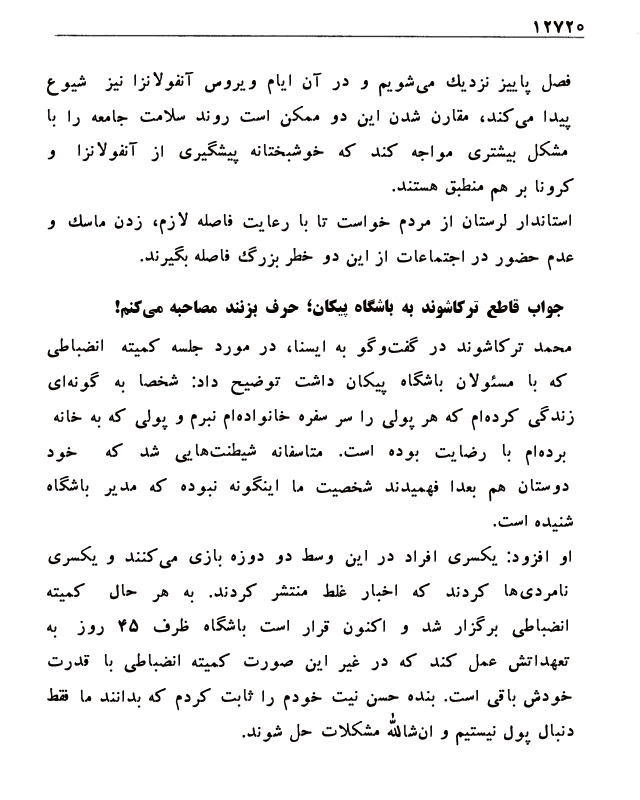 ۱۲۷۲۰
فصل پاییز نزدیك می‌شویم و در آن ایام ویروس آنفولانزا نیز شیوع
پیدا می‌کند، مقارن شدن این دو ممکن است روند سلامت جامعه را با
مشکل بیشتری مواجه کند که خوشبختانه پیشگیری از آنفولانزا و
کرونا بر هم منطبق هستند.
استاندار لرستان از مردم خواست تا با رعایت فاصله لازم، زدن ماسك و
عدم حضور در اجتماعات از این دو خطر بزرگ فاصله بگیرند.
جواب قاطع ترکاشوند به باشگاه پیکان؛ حرف بزنند مصاحبه می‌کنم!
محمد ترکاشوند در گفت‌وگو به ایسنا، در مورد جلسه کمیته انضباطی
که با مسئولان باشگاه پیکان داشت توضیح داد: شخصا به گونه‌ای
زندگی کرده‌ام که هر پولی را سر سفره خانواده‌ام نبرم و پولی که به خانه
برده‌ام با رضایت بوده است. متاسفانه شیطنت‌هایی شد که خود
دوستان هم بعدا فهمیدند شخصیت ما اینگونه نبوده که مدیر باشگاه
شنیده است.
او افزود: یکسری افراد در این وسط دو دوزه بازی می‌کنند و یکسری
نامردی‌ها کردند که اخبار غلط منتشر کردند. به هر حال کمیته
انضباطی برگزار شد و اکنون قرار است باشگاه ظرف ۴۵ روز به
تعهداتش عمل کند که در غیر این صورت کمیته انضباطی با قدرت
خودش باقی است. بنده حسن نیت خودم را ثابت کردم که بدانند ما فقط
دنبال پول نیستیم و ان‌شالله مشکلات حل شوند.